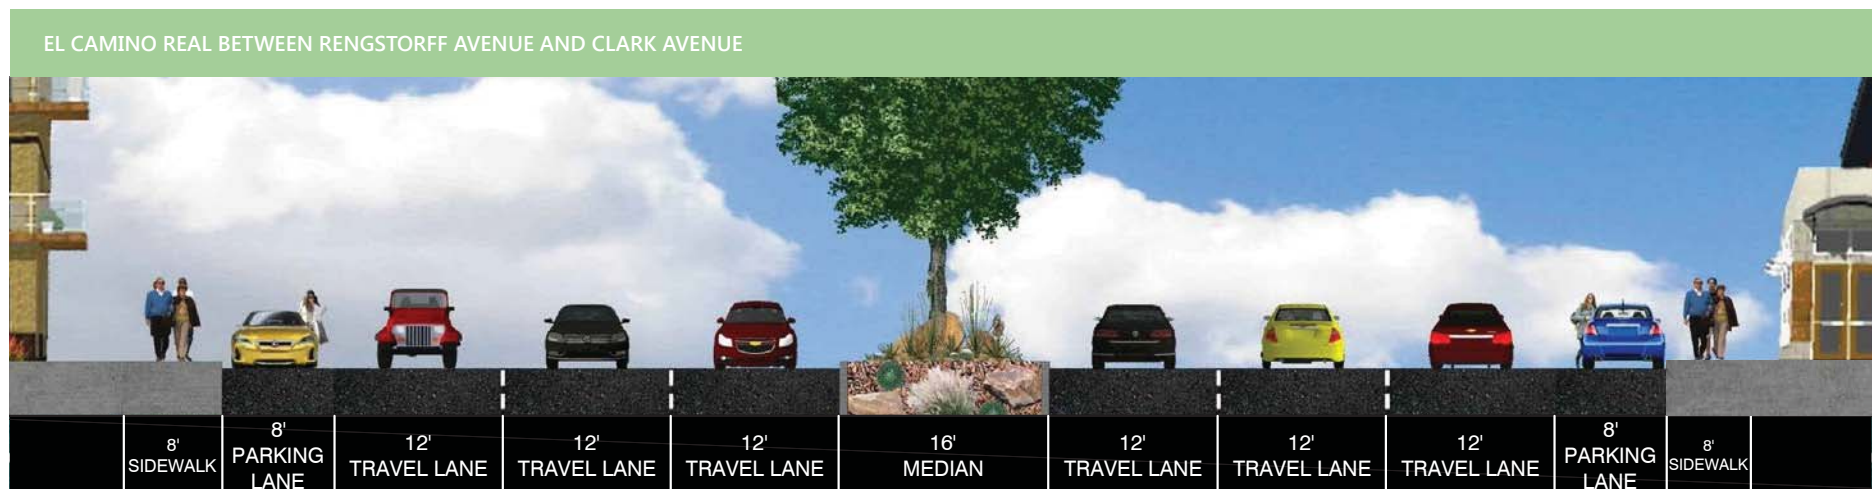 EL CAMINO REAL BETWEEN RENGSTORFF AVENUE AND CLARK AVENUE
8'
SIDEWALK
8'
PARKING
LANE
12'
TRAVEL LANE
12'
TRAVEL LANE
12'
TRAVEL LANE
16'
MEDIAN
12'
TRAVEL LANE
12'
TRAVEL LANE
12'
TRAVEL LANE
8'
PARKING
LANE
8'
SIDEWALK